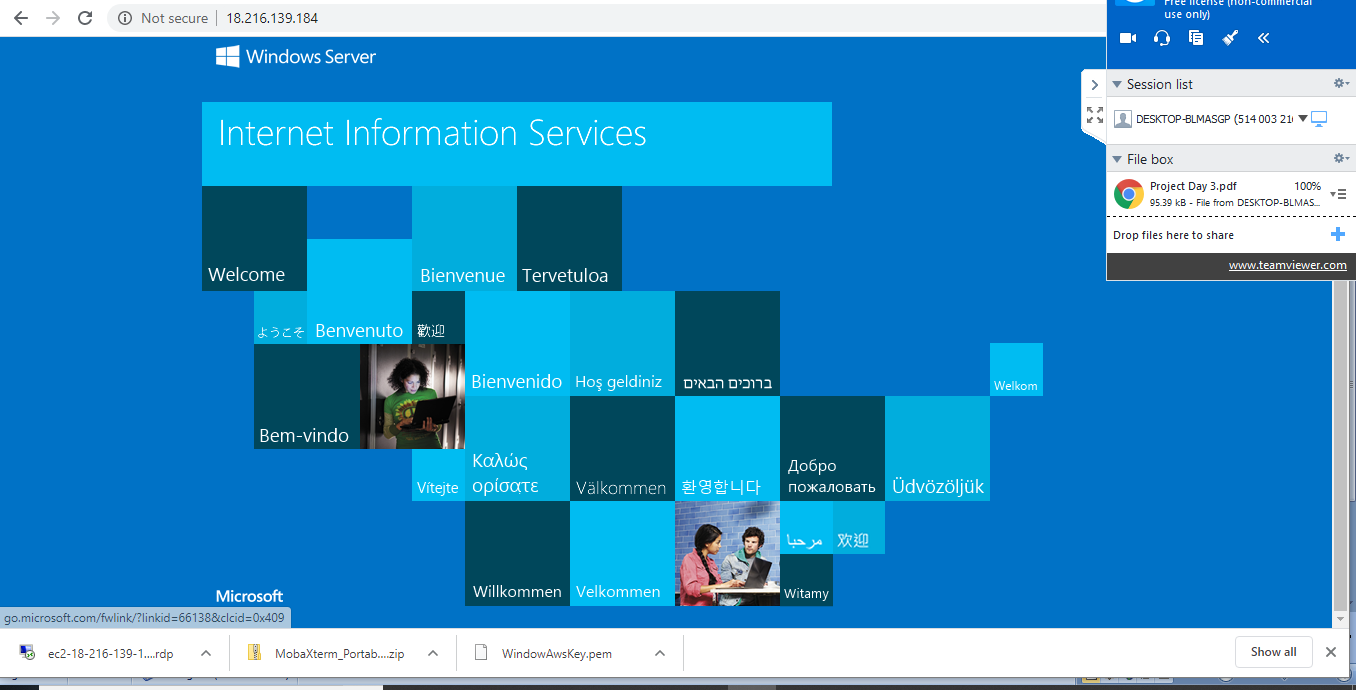 Not secure
18.216.139.184
Free license (non-commercial
use only)
Windows Server
Session list
DESKTOP-BLMASGP (514 003 21
File box
Project Day 3.pdf 100%
95.39 kB - File from DESKTOP-BLMAS...
Drop files here to share
www.teamviewer.com
Internet Information Services
Welcome
Bienvenue
Tervetuloa
ようこそ
Benvenuto
歡迎
Bienvenido
Hoş geldiniz
ברוכים הבאים
Welkom
Bem-vindo
Vítejte
Καλώς
ορίσατε
Välkommen
환영합니다
Добро
пожаловать
Üdvözöljük
مرحبا
欢迎
Willkommen
Velkommen
Witamy
Microsoft
go.microsoft.com/fwlink/?linkid=66138&clcid=0x409
ec2-18-216-139-1....rdp
MobaXterm_Portab....zip
WindowAwsKey.pem
Show all